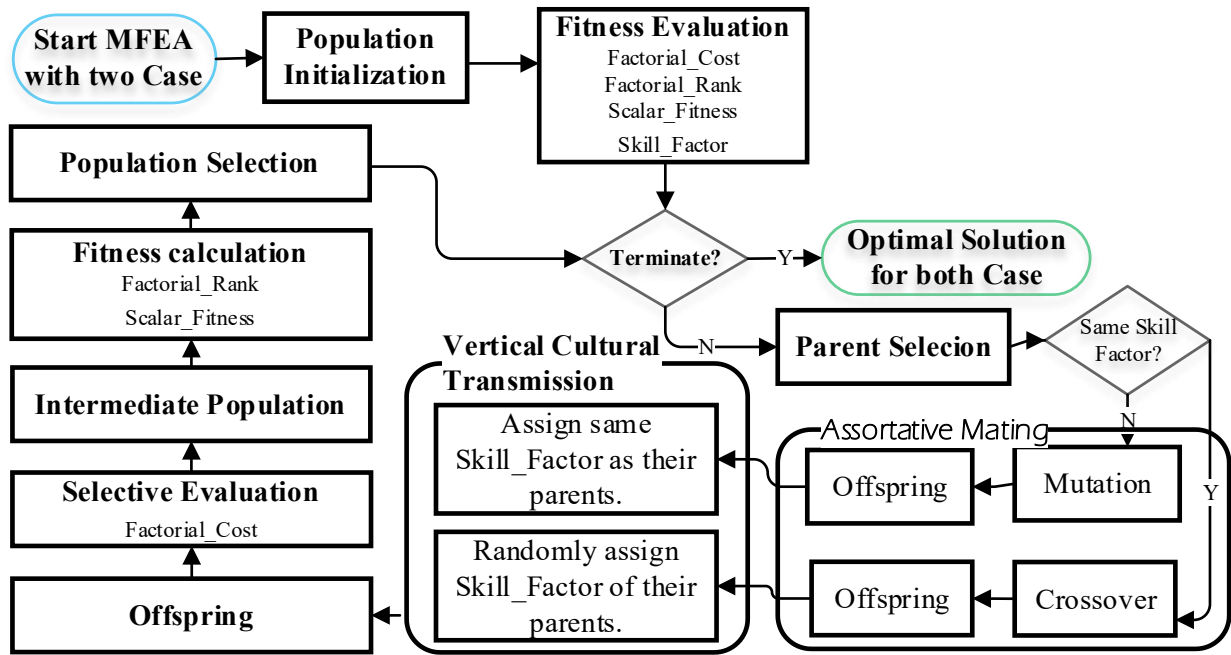 Start MFEA
with two Case
Population
Initialization
Fitness Evaluation
Factorial_Cost
Factorial_Rank
Scalar_Fitness
Skill_Factor
Population Selection
Fitness calculation
Factorial_Rank
Scalar_Fitness
Intermediate Population
Selective Evaluation
Factorial_Cost
Offspring
Terminate?
Y
Optimal Solution
for both Case
N
Parent Selecion
Same Skill
Factor?
N
Y
Vertical Cultural
Transmission
Assign same
Skill_Factor as their
parents.
Randomly assign
Skill_Factor of their
parents.
Assortative Mating
Offspring
Mutation
Offspring
Crossover